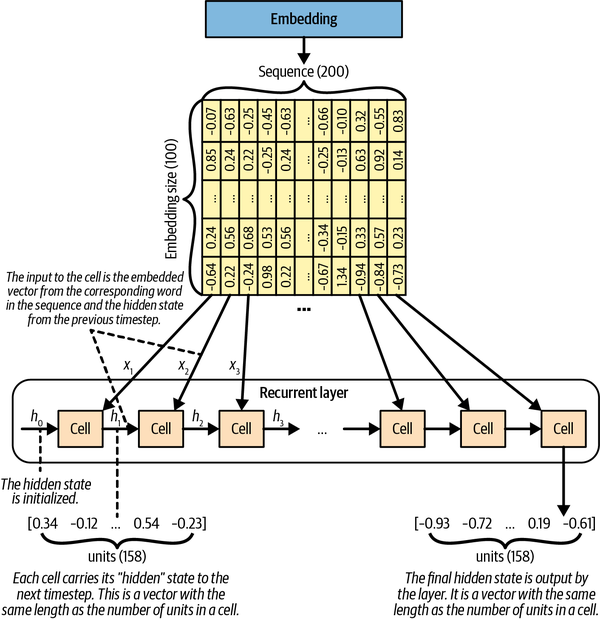 Embedding
Sequence (200)
Embedding size (100)
-0.07 -0.63 -0.25 -0.45 -0.63 ... -0.66 -0.10 0.32 -0.55 0.83
0.85 0.24 0.22 -0.25 0.24 ... -0.25 -0.13 0.63 0.92 0.14
... ... ... ... ... ... ... ... ... ...
0.24 0.56 0.68 0.53 0.56 ... -0.34 -0.15 0.33 0.57 0.23
-0.64 0.22 -0.24 0.98 0.22 ... -0.67 1.34 -0.94 -0.84 -0.73
...
The input to the cell is the embedded
vector from the corresponding word
in the sequence and the hidden state
from the previous timestep.
x1 x2 x3
Recurrent layer
h0 Cell h1 Cell h2 Cell h3 ... Cell Cell Cell
The hidden state
is initialized.
[0.34 -0.12 ... 0.54 -0.23]
units (158)
Each cell carries its "hidden" state to the
next timestep. This is a vector with the
same length as the number of units in a cell.
[-0.93 -0.72 ... 0.19 -0.61]
units (158)
The final hidden state is output by
the layer. It is a vector with the same
length as the number of units in a cell.